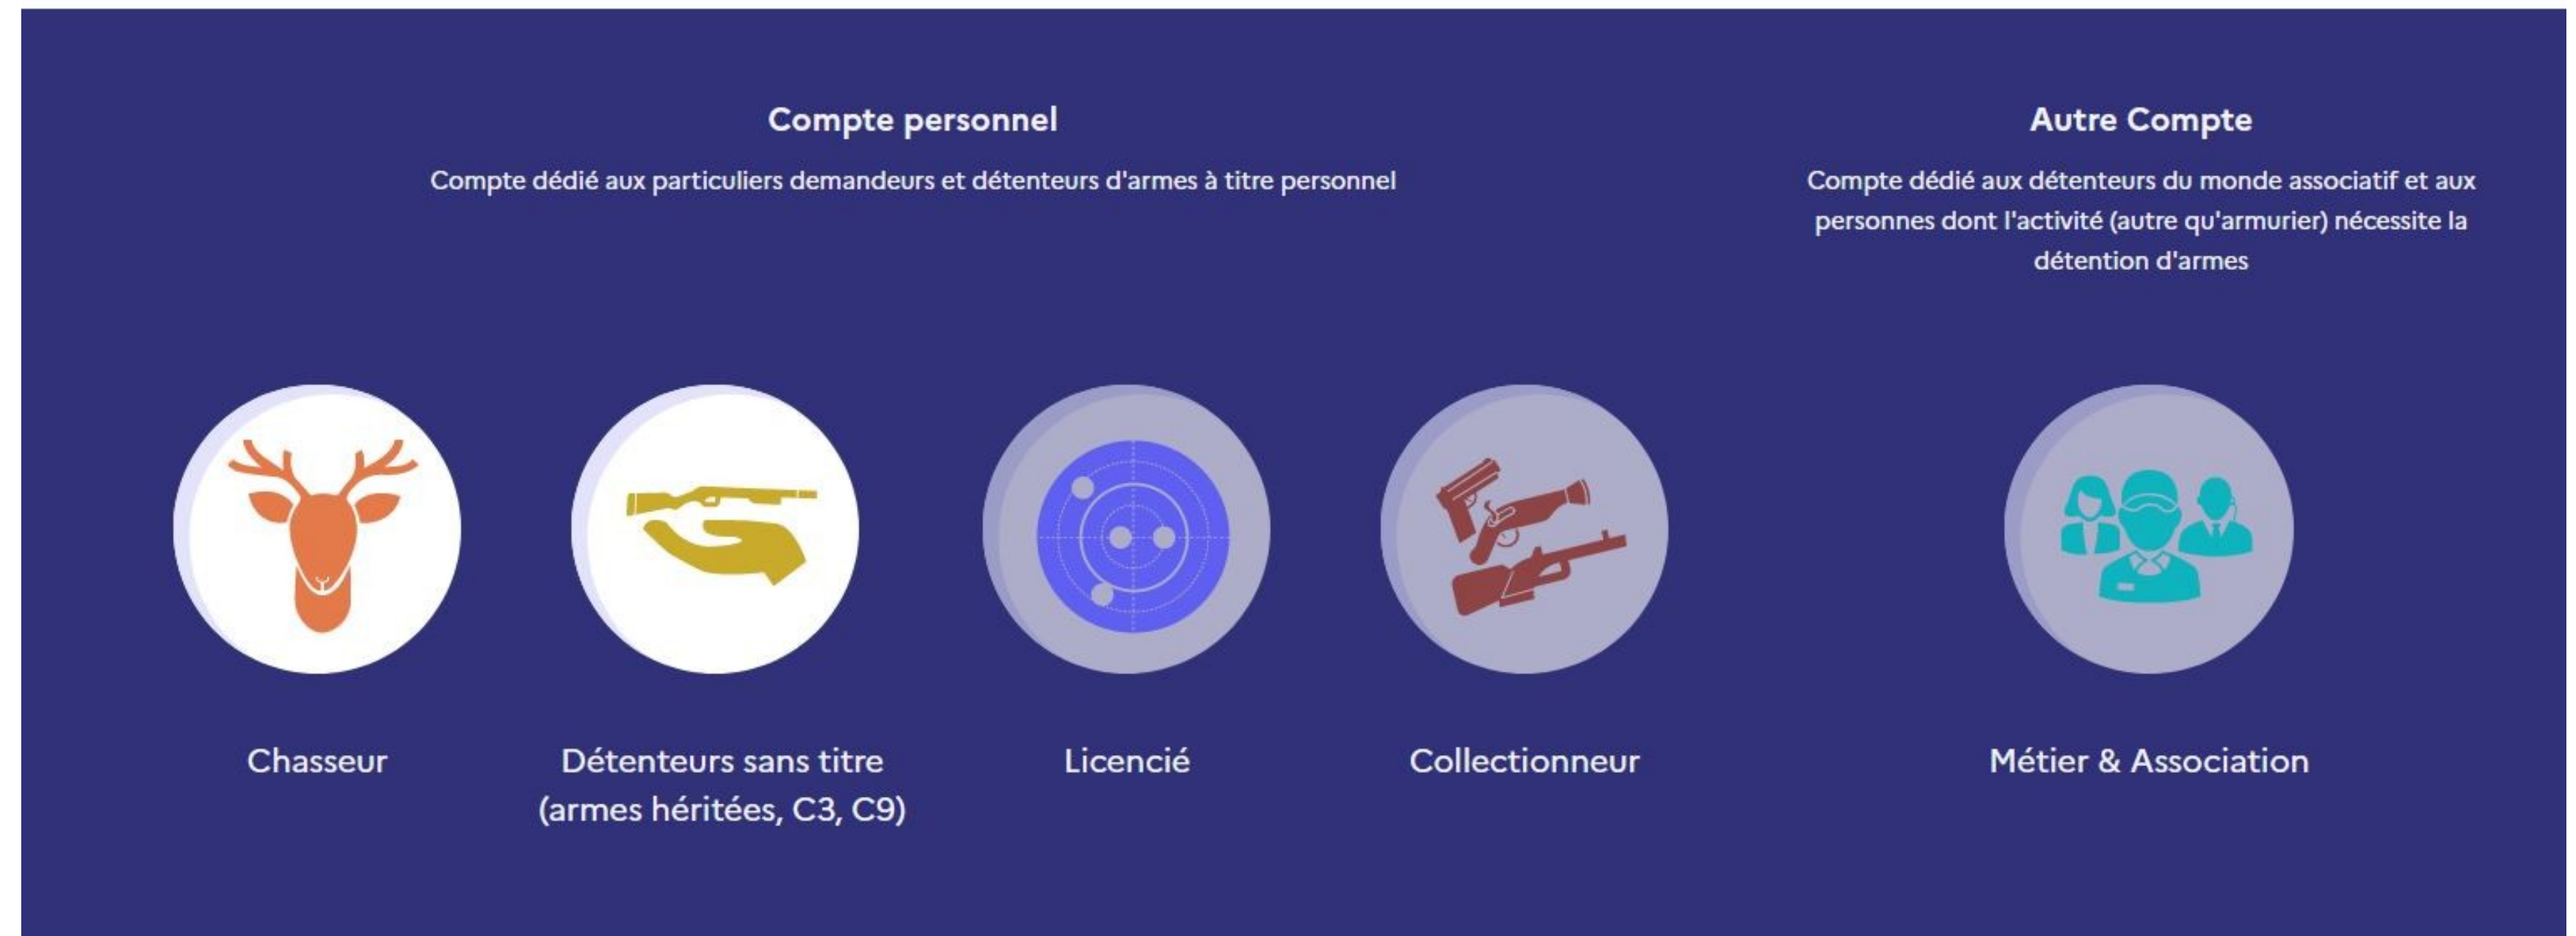 Compte personnel
Compte dédié aux particuliers demandeurs et détenteurs d'armes à titre personnel
Autre Compte
Compte dédié aux détenteurs du monde associatif et aux
personnes dont l'activité (autre qu'armurier) nécessite la
détention d'armes
Chasseur
Détenteurs sans titre
(armes héritées, C3, C9)
Licencié
Collectionneur
Métier & Association